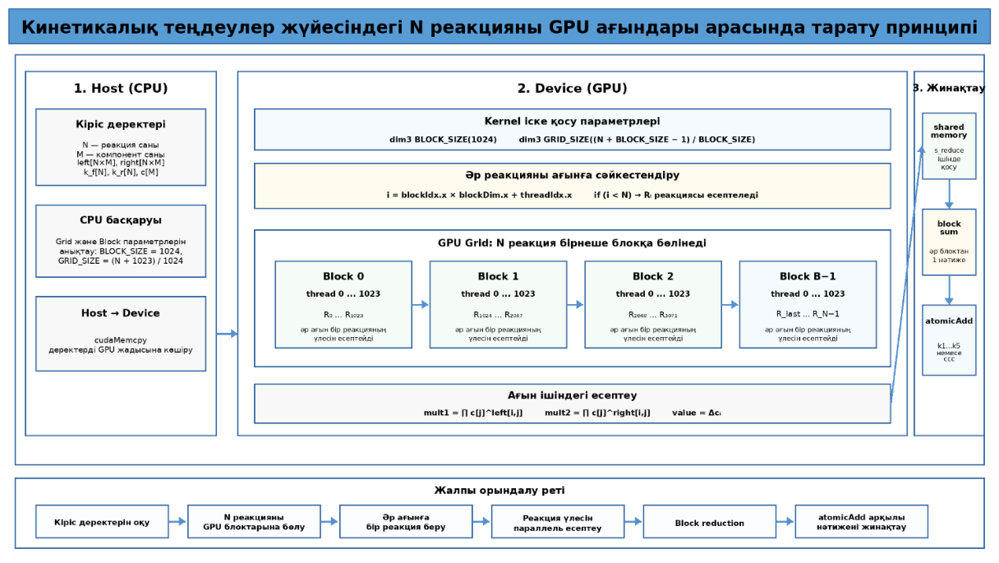 Кинетикалық теңдеулер жүйесіндегі N реакцияны GPU ағындары арасында тарату принципі
1. Host (CPU)
Кіріс деректері
N — реакция саны
M — компонент саны
left[N×M], right[N×M]
k_f[N], k_r[N], c[M]
CPU басқаруы
Grid және Block параметрлерін
анықтау: BLOCK_SIZE = 1024,
GRID_SIZE = (N + 1023) / 1024
Host → Device
cudaMemcpy
деректерді GPU жадысына көшіру
2. Device (GPU)
Kernel іске қосу параметрлері
dim3 BLOCK_SIZE(1024) dim3 GRID_SIZE((N + BLOCK_SIZE − 1) / BLOCK_SIZE)
Әр реакцияны ағынға сәйкестендіру
i = blockIdx.x × blockDim.x + threadIdx.x if (i < N) → Rᵢ реакциясы есептеледі
GPU Grid: N реакция бірнеше блокқа бөлінеді
Block 0
thread 0 ... 1023
R₀ ... R₁₀₂₃
әр ағын бір реакцияның
үлесін есептейді
Block 1
thread 0 ... 1023
R₁₀₂₄ ... R₂₀₄₇
әр ағын бір реакцияның
үлесін есептейді
Block 2
thread 0 ... 1023
R₂₀₄₈ ... R₃₀₇₁
әр ағын бір реакцияның
үлесін есептейді
Block B−1
thread 0 ... 1023
R_last ... R_N−1
әр ағын бір реакцияның
үлесін есептейді
Ағын ішіндегі есептеу
mult1 = ∏ c[j]^left[i,j] mult2 = ∏ c[j]^right[i,j] value = Δcᵢ
3. Жинақтау
shared
memory
s_reduce
ішінде
қосу
block
sum
әр блоктан
1 нәтиже
atomicAdd
k1...k5
немесе
ccc
Жалпы орындалу реті
Кіріс деректерін оқу
N реакцияны
GPU блоктарына бөлу
Әр ағынға
бір реакция беру
Реакция үлесін
параллель есептеу
Block reduction
atomicAdd арқылы
нәтижені жинақтау